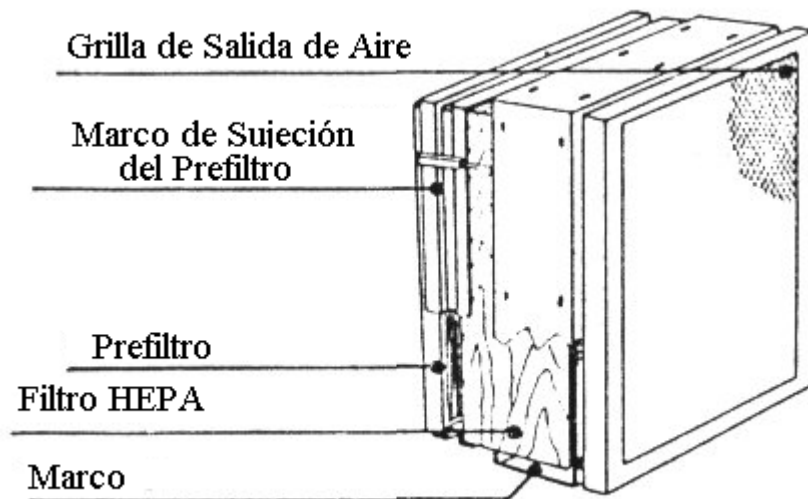 Grilla de Salida de Aire
Marco de Sujeción
del Prefiltro
Prefiltro
Filtro HEPA
Marco